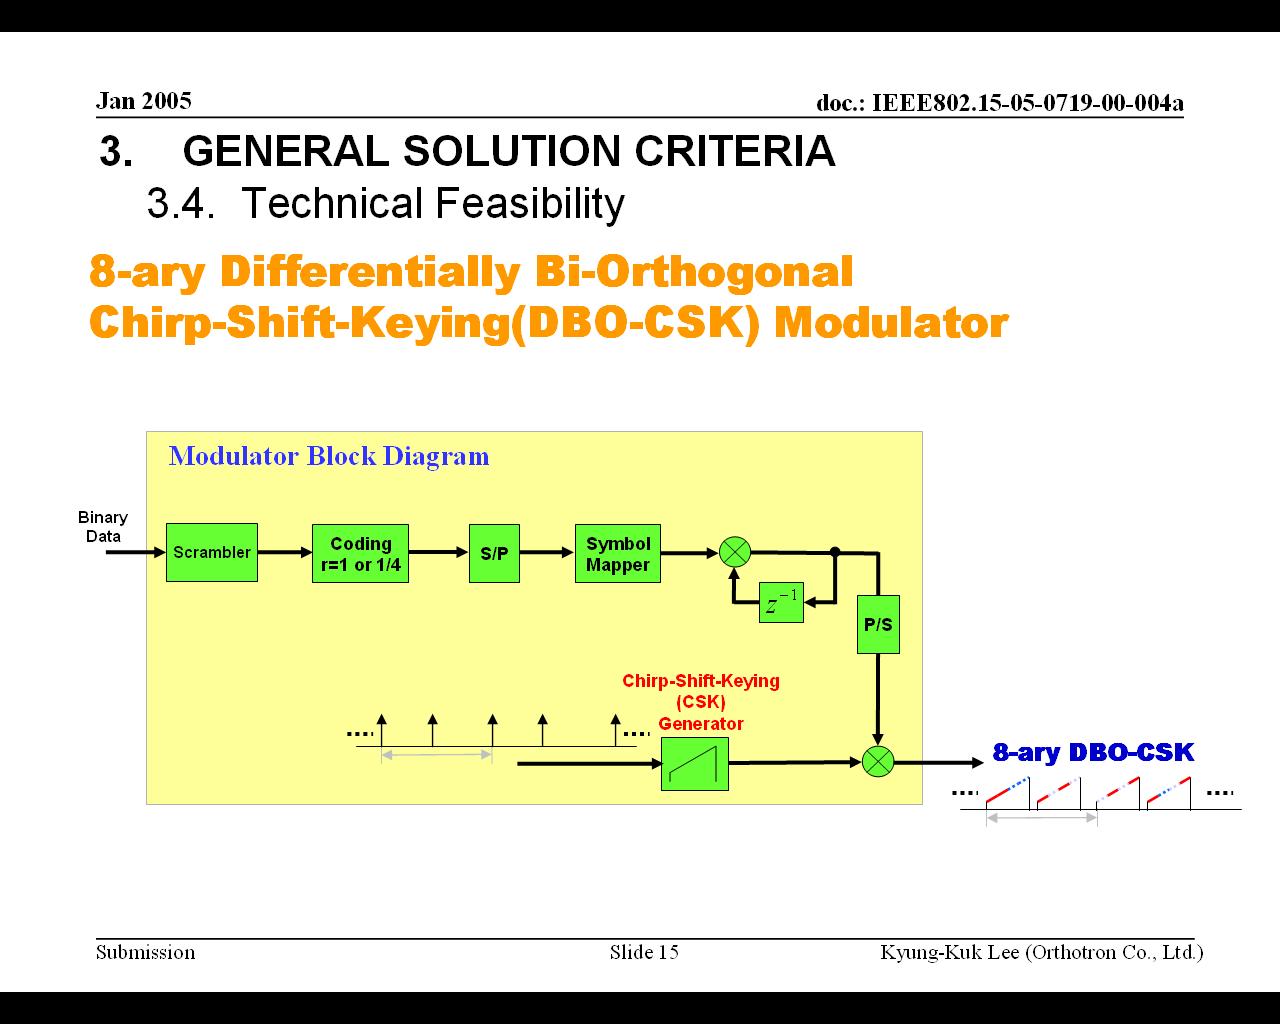 Jan 2005
doc.: IEEE802.15-05-0719-00-004a
3. GENERAL SOLUTION CRITERIA
3.4. Technical Feasibility
8-ary Differentially Bi-Orthogonal
Chirp-Shift-Keying(DBO-CSK) Modulator
Modulator Block Diagram
Binary
Data
Scrambler
Coding
r=1 or 1/4
S/P
Symbol
Mapper
z⁻¹
P/S
Chirp-Shift-Keying
(CSK)
Generator
....
....
8-ary DBO-CSK
....
....
Submission
Slide 15
Kyung-Kuk Lee (Orthotron Co., Ltd.)